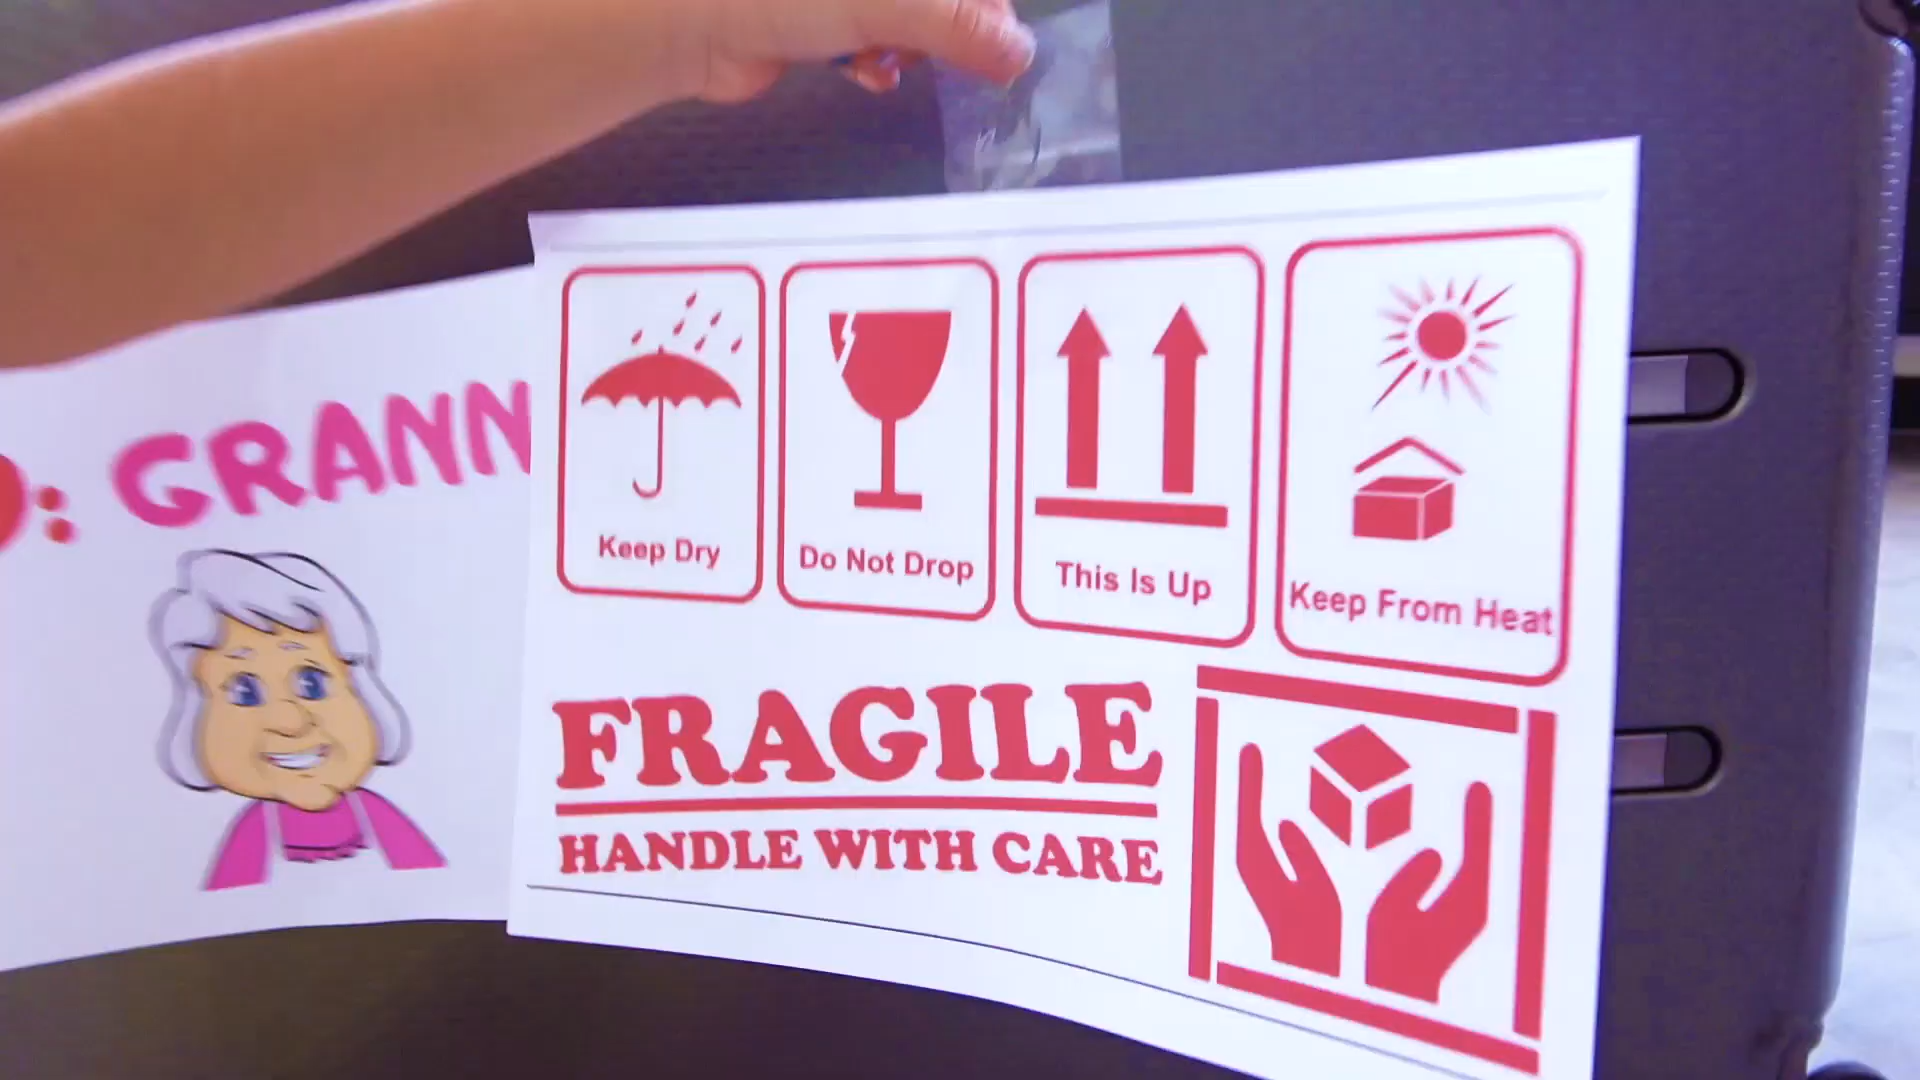 : GRANN
Keep Dry
Do Not Drop
This Is Up
Keep From Heat
FRAGILE
HANDLE WITH CARE